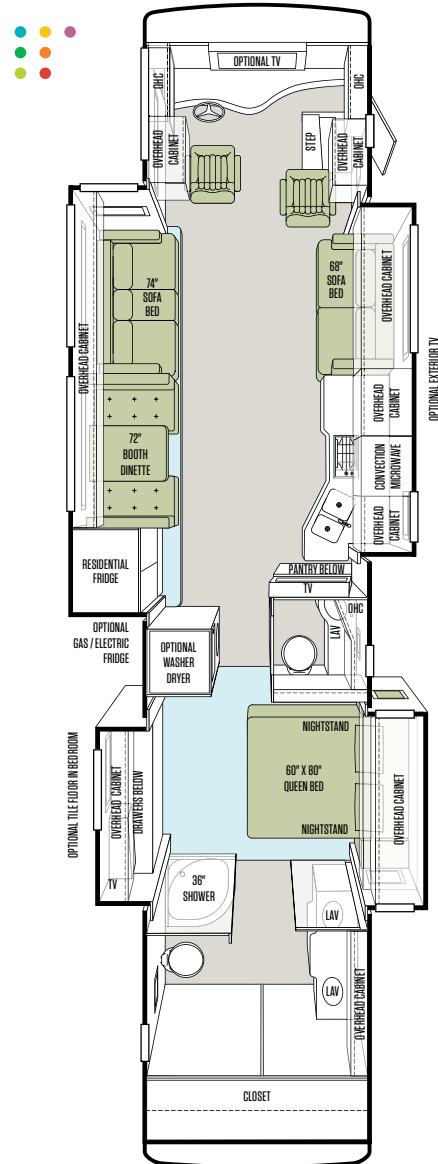 OPTIONAL TV
OHC
OHC
OVERHEAD
CABINET
STEP
OVERHEAD
CABINET
OVERHEAD CABINET
74"
SOFA
BED
68"
SOFA
BED
OVERHEAD CABINET
OPTIONAL EXTERIOR TV
72"
BOOTH
DINETTE
OVERHEAD
CABINET
CONVECTION
MICROWAVE
OVERHEAD
CABINET
RESIDENTIAL
FRIDGE
PANTRY BELOW
TV
OHC
LAV
OPTIONAL
GAS / ELECTRIC
FRIDGE
OPTIONAL
WASHER
DRYER
OPTIONAL TILE FLOOR IN BEDROOM
OVERHEAD CABINET
DRAWERS BELOW
TV
NIGHTSTAND
60" X 80"
QUEEN BED
NIGHTSTAND
OVERHEAD CABINET
36"
SHOWER
LAV
LAV
OVERHEAD CABINET
CLOSET